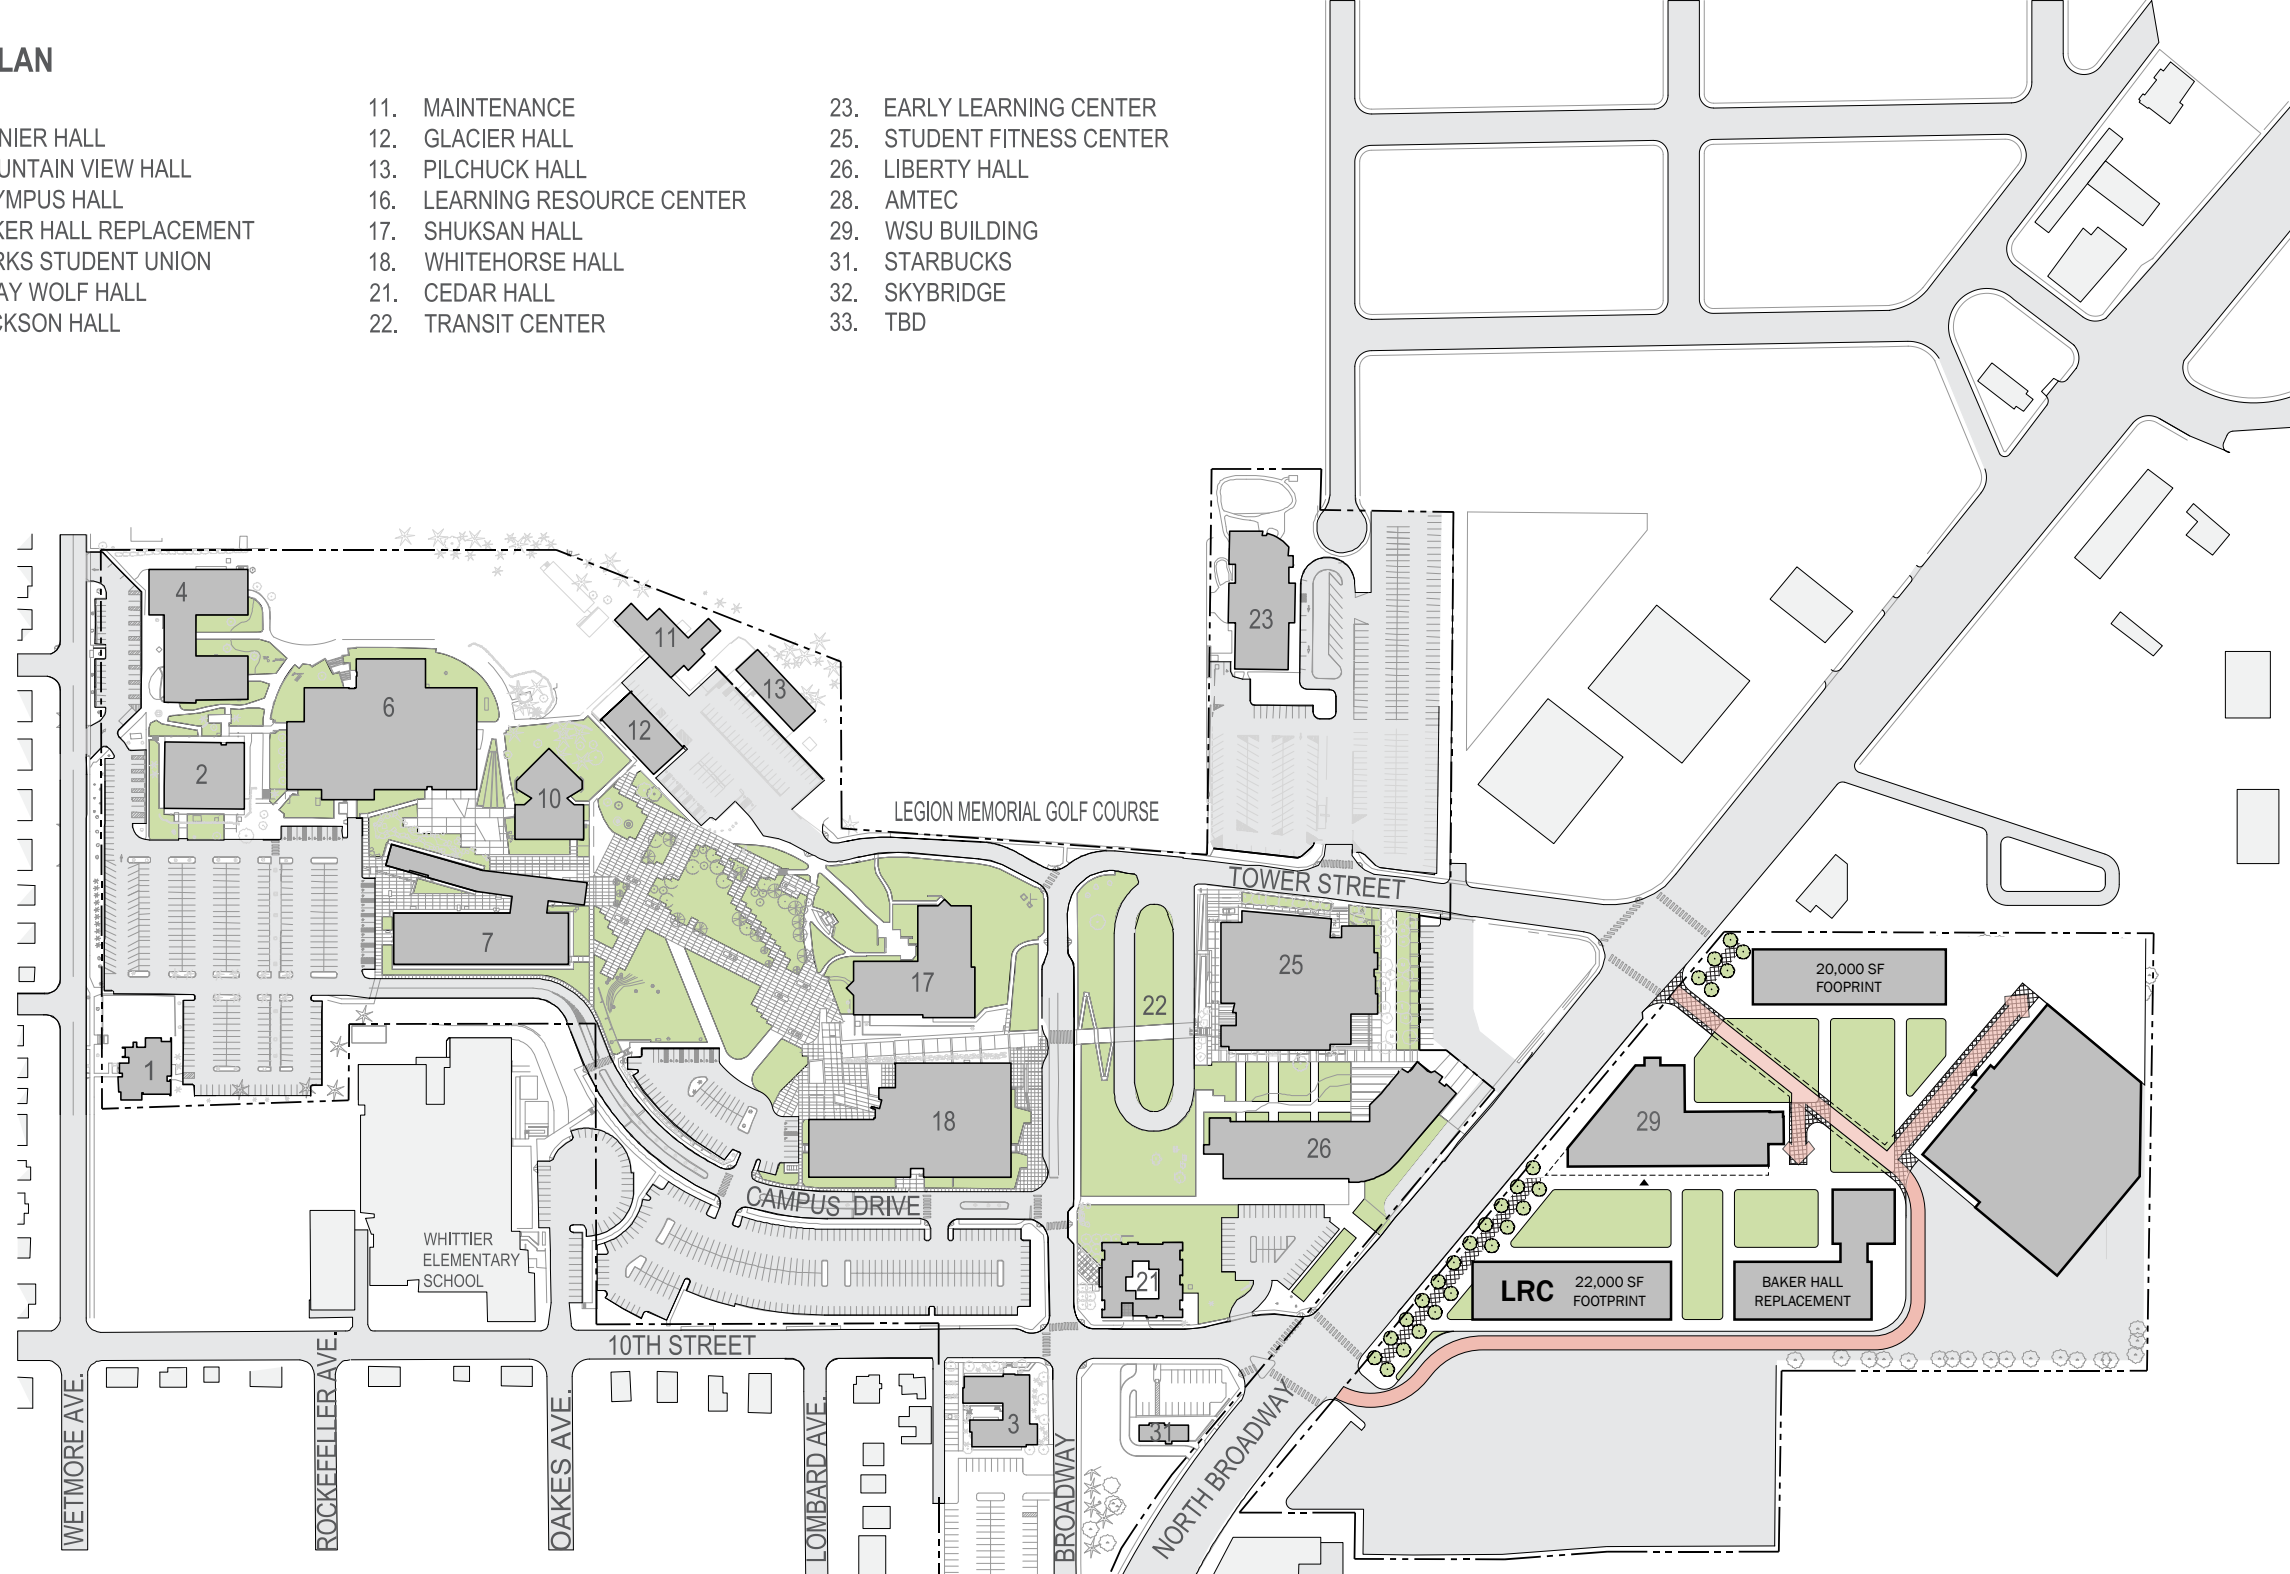 LAN
NIER HALL
UNTAIN VIEW HALL
YMPUS HALL
KER HALL REPLACEMENT
RKS STUDENT UNION
AY WOLF HALL
CKSON HALL
11. MAINTENANCE
12. GLACIER HALL
13. PILCHUCK HALL
16. LEARNING RESOURCE CENTER
17. SHUKSAN HALL
18. WHITEHORSE HALL
21. CEDAR HALL
22. TRANSIT CENTER
23. EARLY LEARNING CENTER
25. STUDENT FITNESS CENTER
26. LIBERTY HALL
28. AMTEC
29. WSU BUILDING
31. STARBUCKS
32. SKYBRIDGE
33. TBD
4
11
23
6
13
12
2
10
LEGION MEMORIAL GOLF COURSE
TOWER STREET
7
17
25
22
20,000 SF
FOOPRINT
1
18
26
29
CAMPUS DRIVE
WHITTIER
ELEMENTARY
SCHOOL
21
LRC
22,000 SF
FOOTPRINT
BAKER HALL
REPLACEMENT
10TH STREET
3
31
WETMORE AVE.
ROCKEFELLER AVE.
OAKES AVE.
LOMBARD AVE.
BROADWAY
NORTH BROADWAY